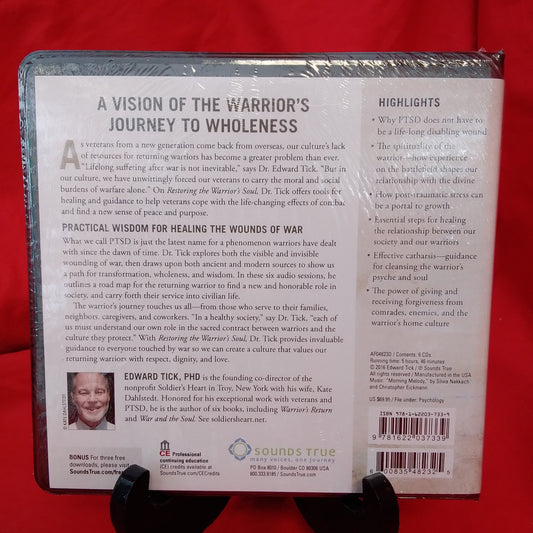 A VISION OF THE WARRIOR'S
JOURNEY TO WHOLENESS
As veterans from a new generation come back from overseas, our culture's lack
of resources for returning warriors has become a greater problem than ever.
"Lifelong suffering after war is not inevitable," says Dr. Edward Tick. "But in
our culture, we have unwittingly forced our veterans to carry the moral and social
burdens of warfare alone." On Restoring the Warrior's Soul, Dr. Tick offers tools for
healing and guidance to help veterans cope with the life-changing effects of combat
and find a new sense of peace and purpose.
PRACTICAL WISDOM FOR HEALING THE WOUNDS OF WAR
What we call PTSD is just the latest name for a phenomenon warriors have dealt
with since the dawn of time. Dr. Tick explores both the visible and invisible
wounding of war, then draws upon both ancient and modern sources to show us
a path for transformation, wholeness, and wisdom. In these six audio sessions, he
outlines a road map for the returning warrior to find a new and honorable role in
society, and carry forth their service into civilian life.
The warrior's journey touches us all—from those who serve to their families,
neighbors, caregivers, and coworkers. "In a healthy society," say Dr. Tick, "each of
us must understand our own role in the sacred contract between warriors and the
culture they protect." With Restoring the Warrior's Soul, Dr. Tick provides invaluable
guidance to everyone touched by war so we can create a culture that values our
returning warriors with respect, dignity, and love.
© KATE DAHLSTEDT
EDWARD TICK, PHD is the founding co-director of the
nonprofit Soldier's Heart in Troy, New York with his wife, Kate
Dahlstedt. Honored for his exceptional work with veterans and
PTSD, he is the author of six books, including Warrior's Return
and War and the Soul. See soldiersheart.net.
BONUS For three free
downloads, please visit
SoundsTrue.com/trea
CE Professional
continuing education
(CE) credits available at
SoundsTrue.com/CECredits
SOUNDS TRUE
many voices, one journey
PO Box 8010 / Boulder CO 80306 USA
800.333.9185 / SoundsTrue.com
HIGHLIGHTS
• Why PTSD does not have to
be a life-long disabling wound
• The spirituality of the
warrior—how experience
on the battlefield shapes our
relationship with the divine
• How post-traumatic stress can
be a portal to growth
• Essential steps for healing
the relationship between our
society and our warriors
• Effective catharsis—guidance
for cleansing the warrior's
psyche and soul
• The power of giving and
receiving forgiveness from
comrades, enemies, and the
warrior's home culture
AF04823D / Contents: 6 CDs
Running time: 5 hours, 46 minutes
© 2016 Edward Tick / ℗ Sounds True
All rights reserved / Manufactured in the USA
Music: "Morning Melody," by Silvia Nakkach
and Christopher Eickmann
US $69.95 / File under: Psychology
ISBN 978-1-62203-733-9
9 781622 037339
6 00835 48232 5